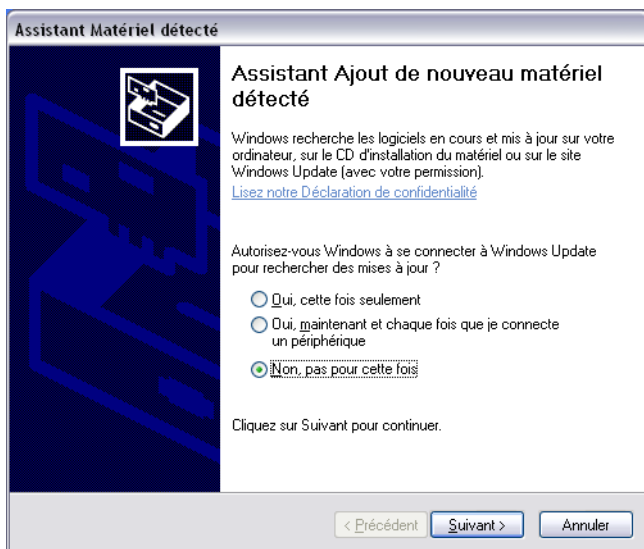 Assistant Matériel détecté
Assistant Ajout de nouveau matériel
détecté
Windows recherche les logiciels en cours et mis à jour sur votre
ordinateur, sur le CD d'installation du matériel ou sur le site
Windows Update (avec votre permission).
Lisez notre Déclaration de confidentialité
Autorisez-vous Windows à se connecter à Windows Update
pour rechercher des mises à jour ?
Oui, cette fois seulement
Oui, maintenant et chaque fois que je connecte
un périphérique
Non, pas pour cette fois
Cliquez sur Suivant pour continuer.
< Précédent Suivant > Annuler